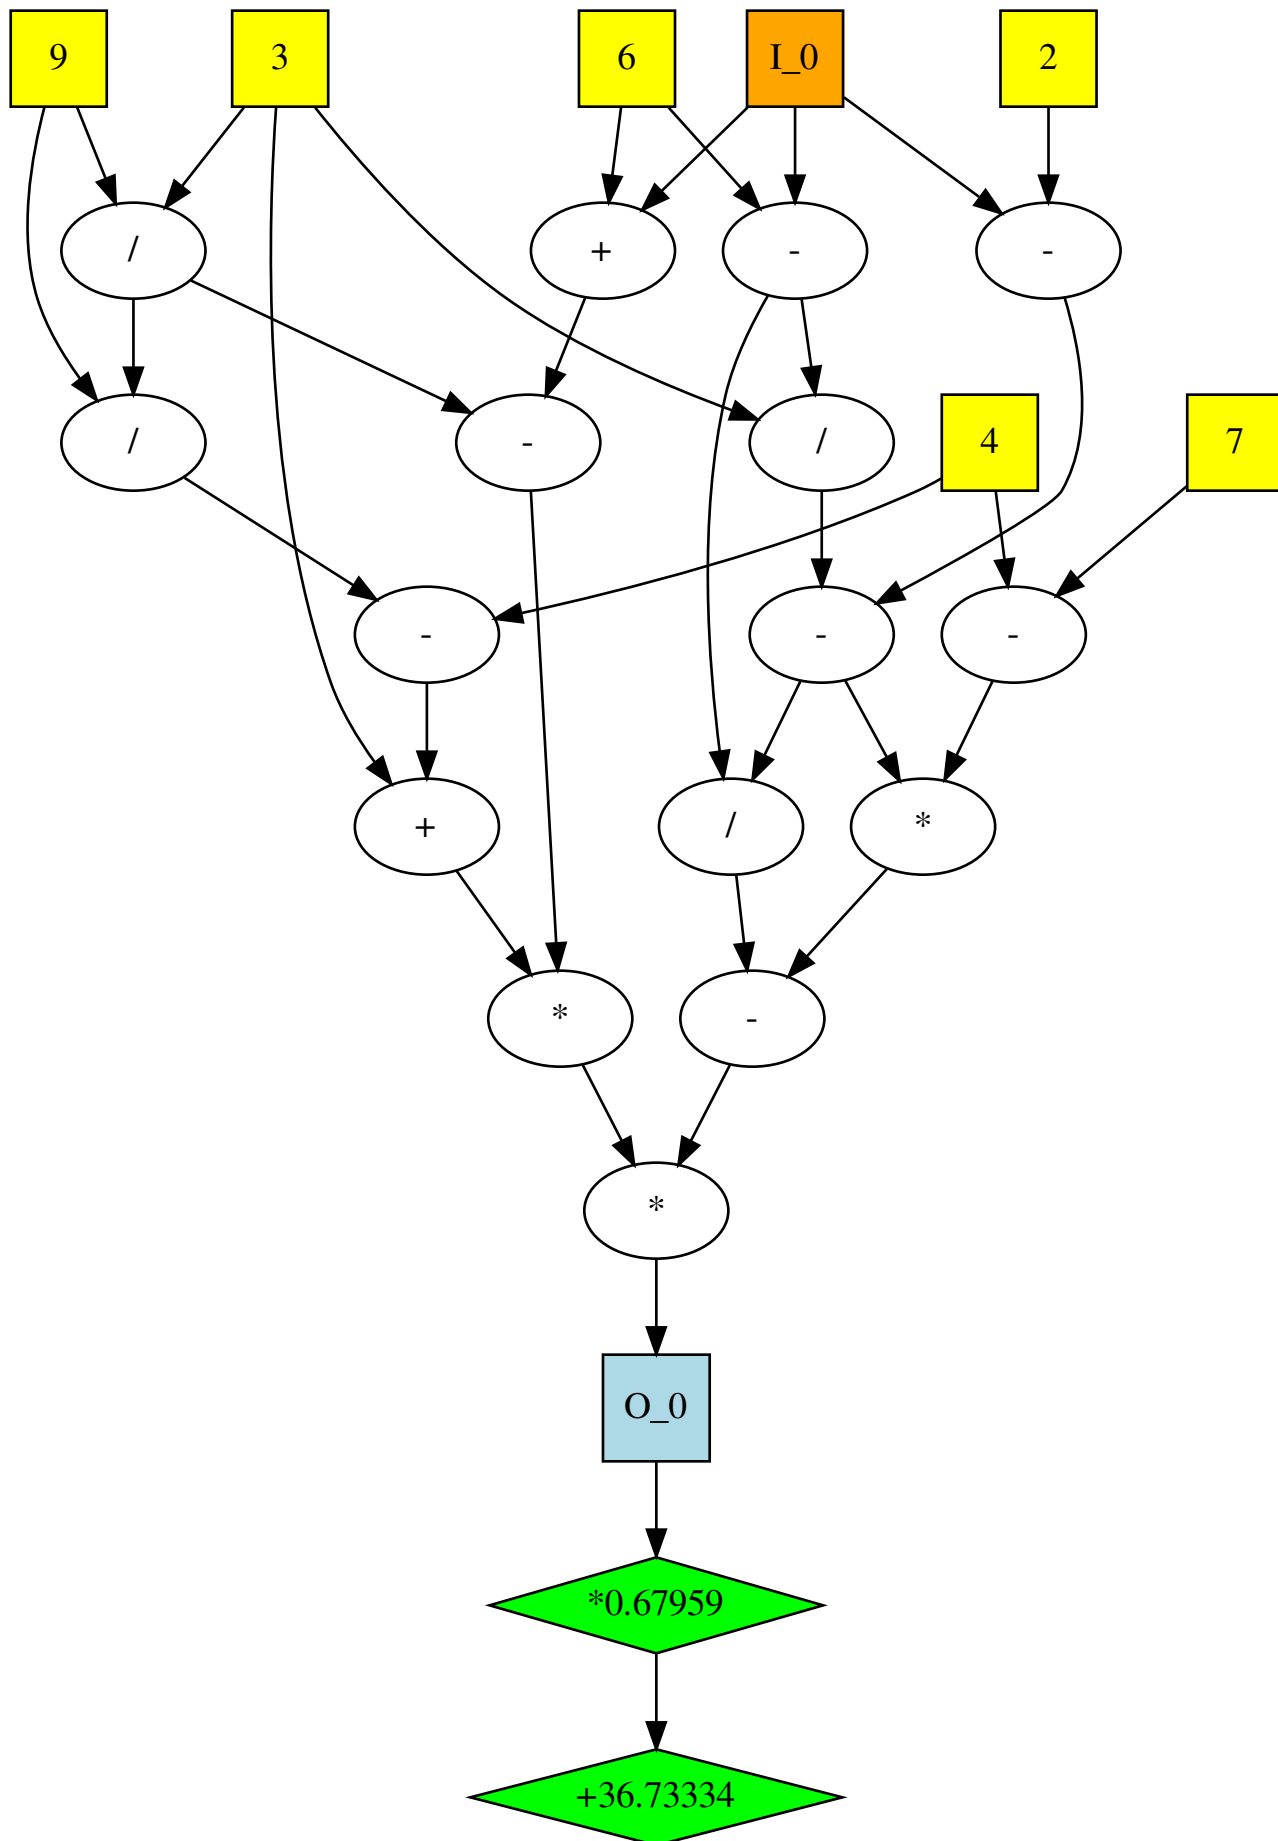 9 3 6 I_0 2
/ + - -
/ - / 4 7
- - -
+ / *
* -
*
O_0
*0.67959
+36.73334